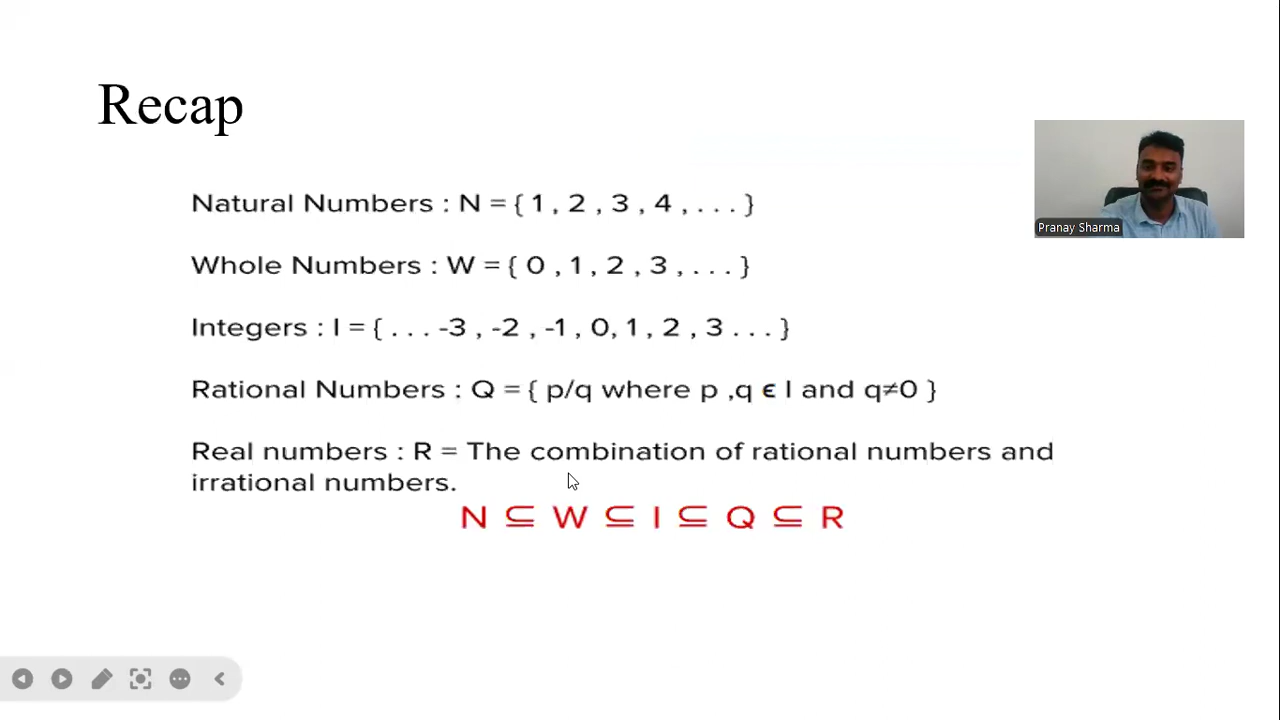 Recap
Natural Numbers : N = { 1 , 2 , 3 , 4 , . . . }
Pranay Sharma
Whole Numbers : W = { 0 , 1 , 2 , 3 , . . . }
Integers : I = { . . . -3 , -2 , -1 , 0, 1 , 2 , 3 . . . }
Rational Numbers : Q = { p/q where p ,q ϵ I and q≠0 }
Real numbers : R = The combination of rational numbers and
irrational numbers.
N ⊆ W ⊆ I ⊆ Q ⊆ R